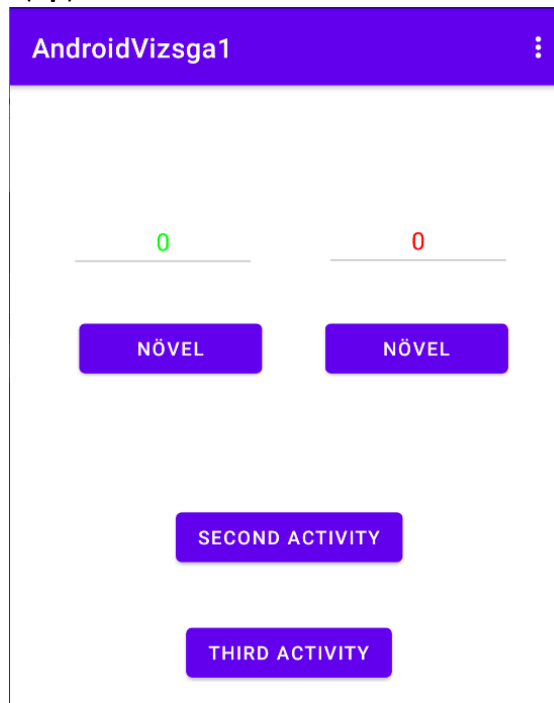 AndroidVizsga1
0 0
NÖVEL NÖVEL
SECOND ACTIVITY
THIRD ACTIVITY